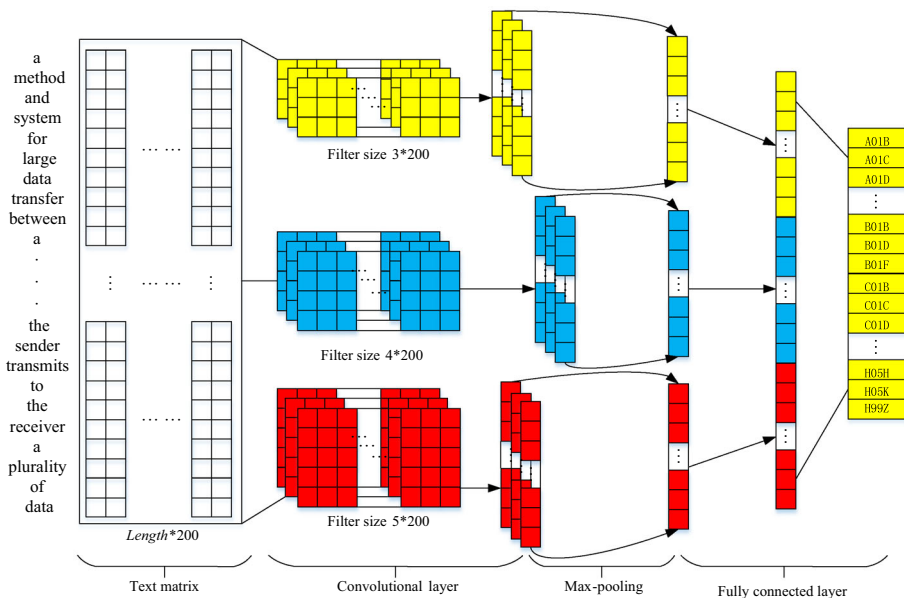 a
method
and
system
for
large
data
transfer
between
a
.
.
.
the
sender
transmits
to
the
receiver
a
plurality
of
data
... ...
⋮ ... ... ⋮
... ...
Length*200
Filter size 3*200
Filter size 4*200
Filter size 5*200
A01B
A01C
A01D
⋮
B01B
B01D
B01F
C01B
C01C
C01D
⋮
H05H
H05K
H99Z
Text matrix
Convolutional layer
Max-pooling
Fully connected layer